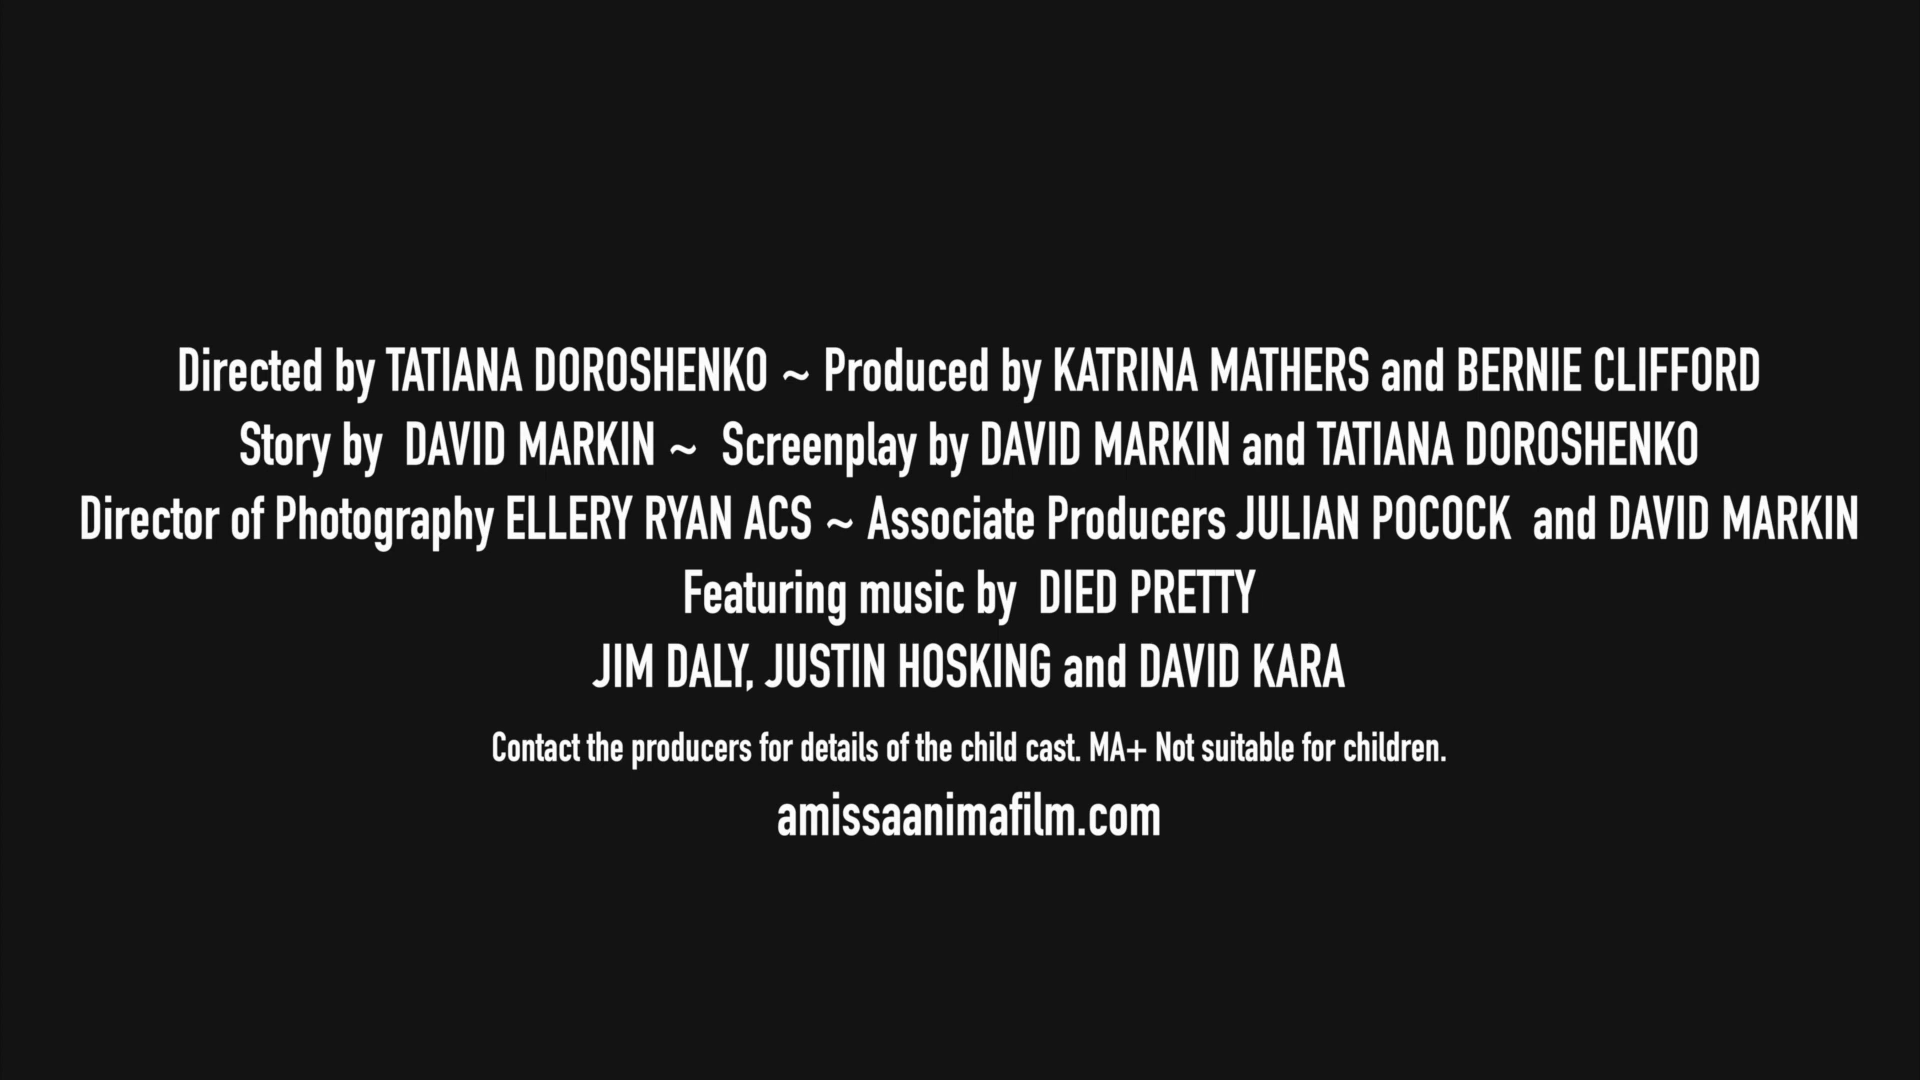 Directed by TATIANA DOROSHENKO ~ Produced by KATRINA MATHERS and BERNIE CLIFFORD
Story by DAVID MARKIN ~ Screenplay by DAVID MARKIN and TATIANA DOROSHENKO
Director of Photography ELLERY RYAN ACS ~ Associate Producers JULIAN POCOCK and DAVID MARKIN
Featuring music by DIED PRETTY
JIM DALY, JUSTIN HOSKING and DAVID KARA
Contact the producers for details of the child cast. MA+ Not suitable for children.
amissaanimafilm.com